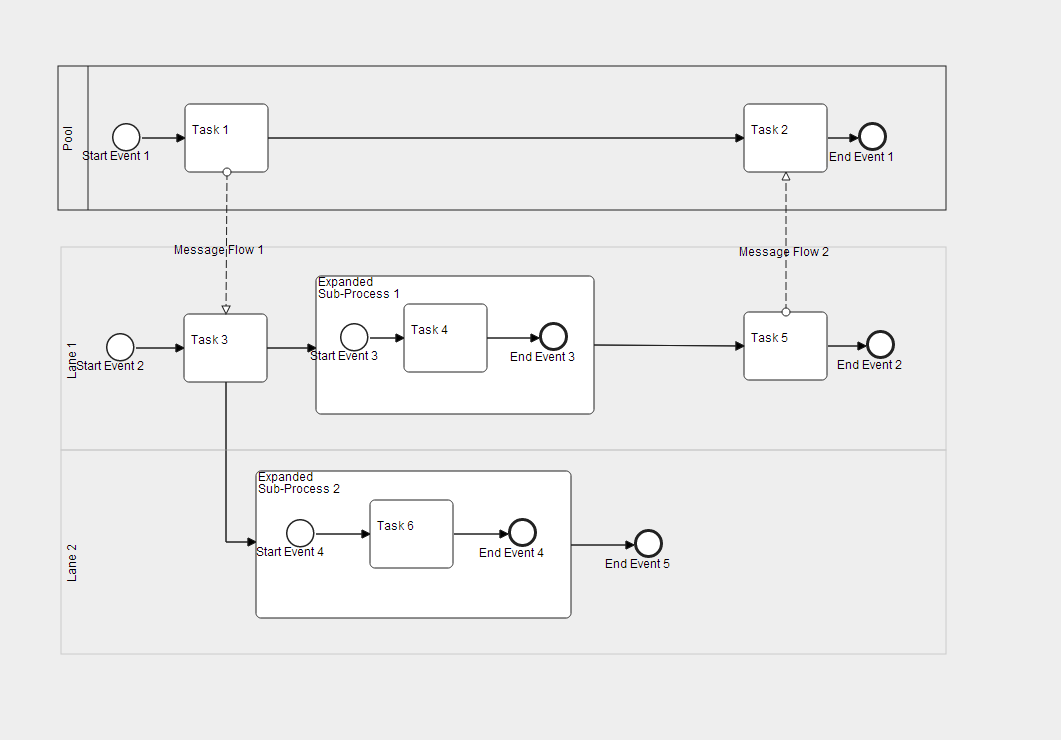 Pool
Start Event 1
Task 1
Task 2
End Event 1
Message Flow 1
Message Flow 2
Lane 1
Start Event 2
Task 3
Expanded
Sub-Process 1
Start Event 3
Task 4
End Event 3
Task 5
End Event 2
Lane 2
Expanded
Sub-Process 2
Start Event 4
Task 6
End Event 4
End Event 5